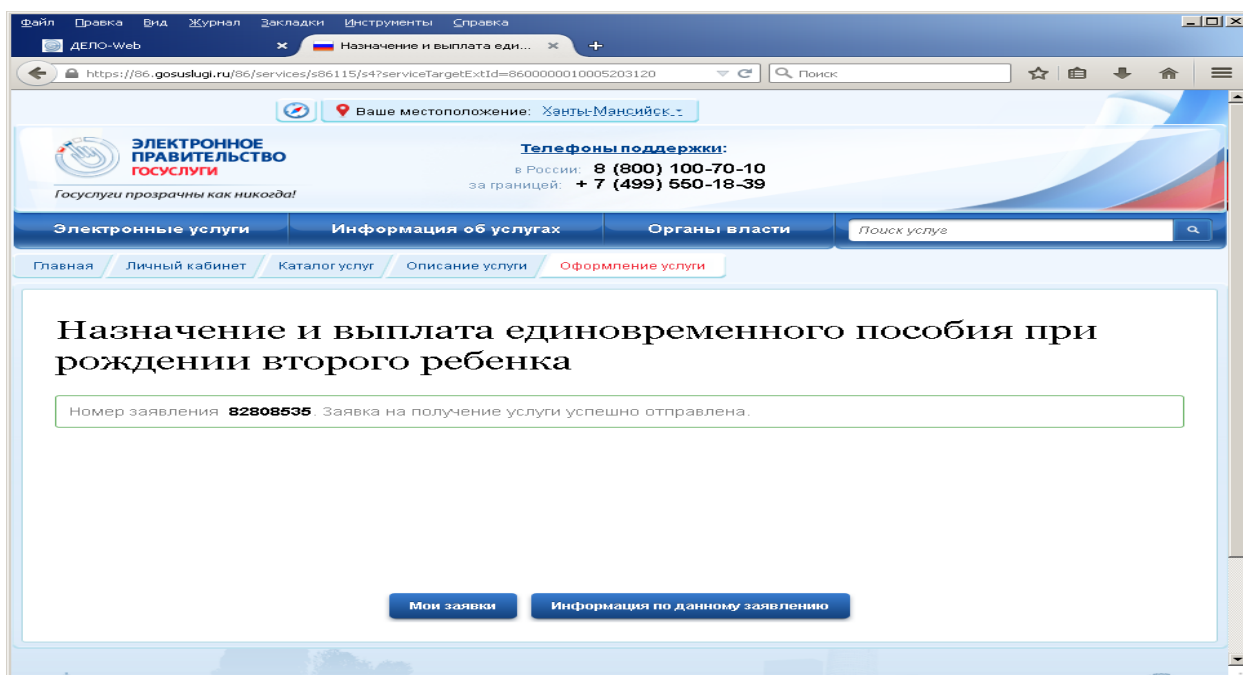 Файл Правка Вид Журнал Закладки Инструменты Справка
ДЕЛО-Web
Назначение и выплата еди...
https://86.gosuslugi.ru/86/services/s86115/s4?serviceTargetExtId=8600000010005203120
Поиск
Ваше местоположение: Ханты-Мансийск
ЭЛЕКТРОННОЕ
ПРАВИТЕЛЬСТВО
ГОСУСЛУГИ
Госуслуги прозрачны как никогда!
Телефоны поддержки:
в России: 8 (800) 100-70-10
за границей: + 7 (499) 550-18-39
Электронные услуги Информация об услугах Органы власти Поиск услуг
Главная Личный кабинет Каталог услуг Описание услуги Оформление услуги
Назначение и выплата единовременного пособия при
рождении второго ребенка
Номер заявления 82808535. Заявка на получение услуги успешно отправлена.
Мои заявки Информация по данному заявлению